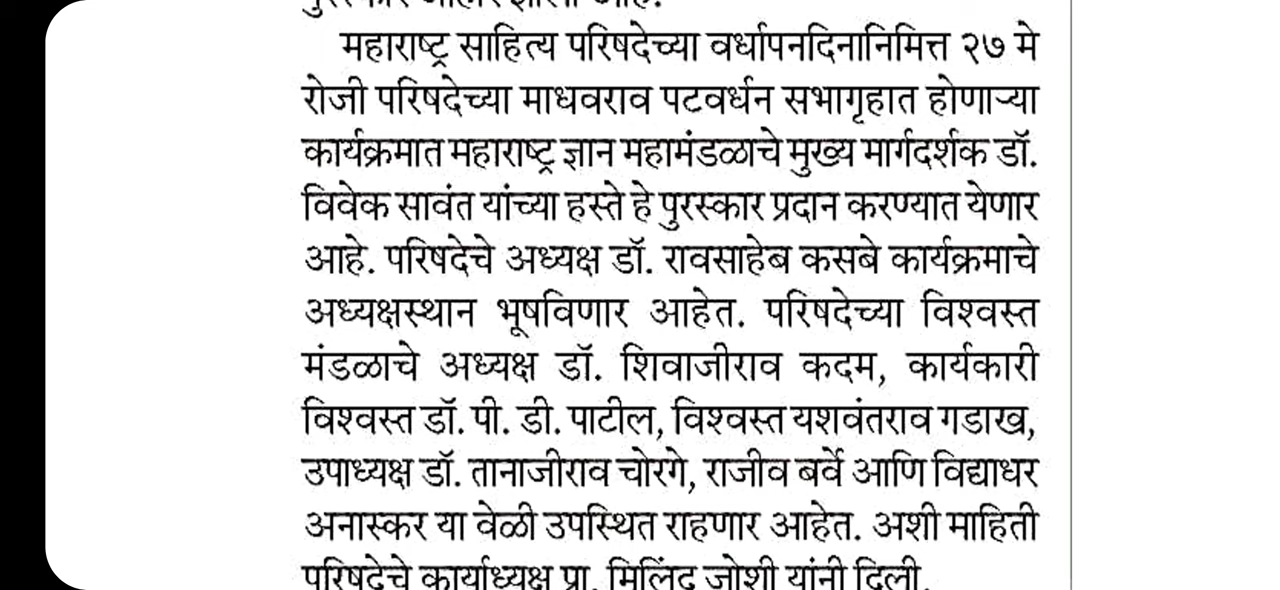 पुरस्कार जाहीर झाला आहे.
महाराष्ट्र साहित्य परिषदेच्या वर्धापनदिनानिमित्त २७ मे
रोजी परिषदेच्या माधवराव पटवर्धन सभागृहात होणाऱ्या
कार्यक्रमात महाराष्ट्र ज्ञान महामंडळाचे मुख्य मार्गदर्शक डॉ.
विवेक सावंत यांच्या हस्ते हे पुरस्कार प्रदान करण्यात येणार
आहे. परिषदेचे अध्यक्ष डॉ. रावसाहेब कसबे कार्यक्रमाचे
अध्यक्षस्थान भूषविणार आहेत. परिषदेच्या विश्वस्त
मंडळाचे अध्यक्ष डॉ. शिवाजीराव कदम, कार्यकारी
विश्वस्त डॉ. पी. डी. पाटील, विश्वस्त यशवंतराव गडाख,
उपाध्यक्ष डॉ. तानाजीराव चोरगे, राजीव बर्वे आणि विद्याधर
अनास्कर या वेळी उपस्थित राहणार आहेत. अशी माहिती
परिषदेचे कार्याध्यक्ष प्रा. मिलिंद जोशी यांनी दिली.